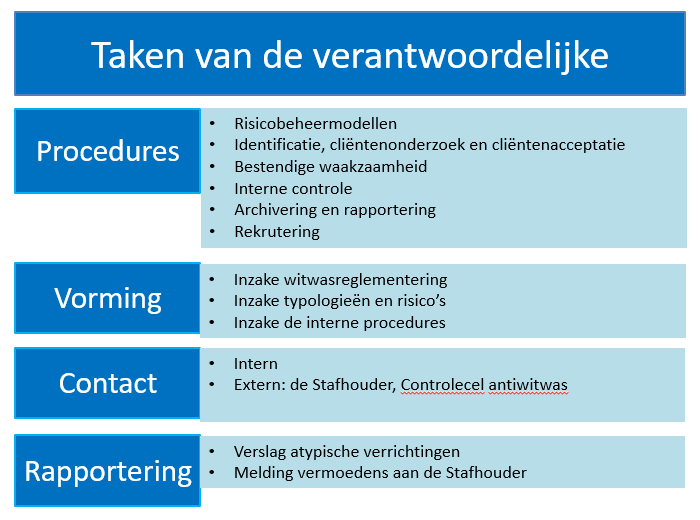 Taken van de verantwoordelijke
Procedures
• Risicobeheermodellen
• Identificatie, cliëntenonderzoek en cliëntenacceptatie
• Bestendige waakzaamheid
• Interne controle
• Archivering en rapportering
• Rekrutering
Vorming
• Inzake witwasreglementering
• Inzake typologieën en risico’s
• Inzake de interne procedures
Contact
• Intern
• Extern: de Stafhouder, Controlecel antiwitwas
Rapportering
• Verslag atypische verrichtingen
• Melding vermoedens aan de Stafhouder